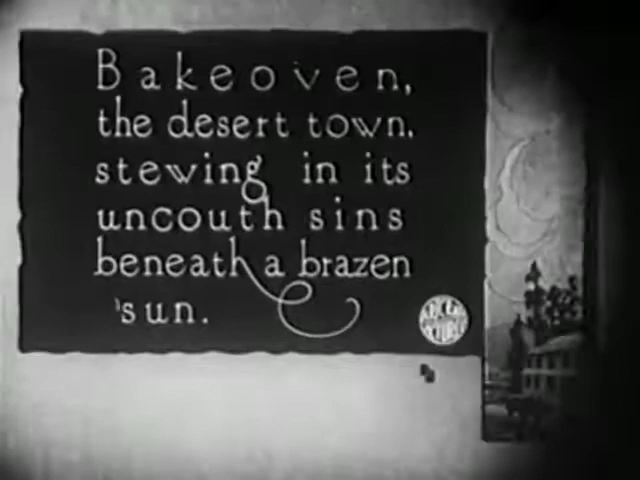 Bakeoven,
the desert town.
stewing in its
uncouth sins
beneath a brazen
sun.